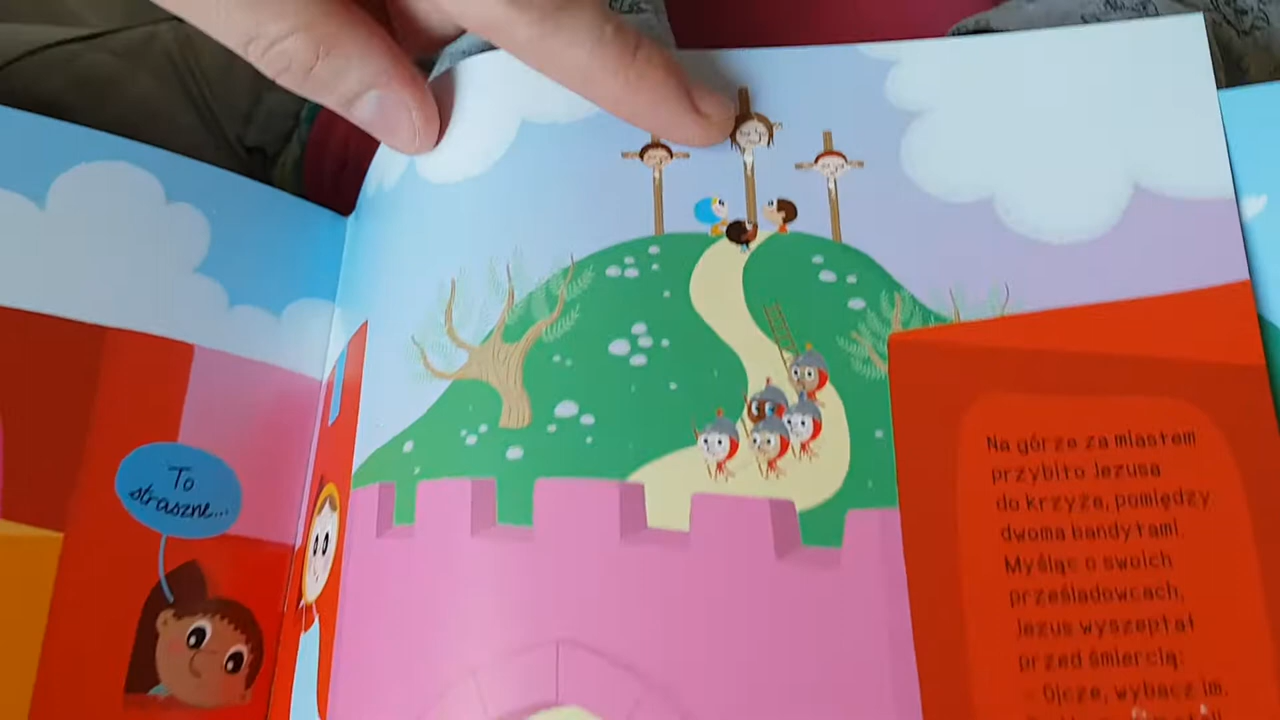 To
straszne...
Na górze za miastem
przybito Jezusa
do krzyża, pomiędzy
dwoma bandytami.
Myśląc o swoich
prześladowcach,
Jezus wyszeptał
przed śmiercią:
– Ojcze, wybacz im.